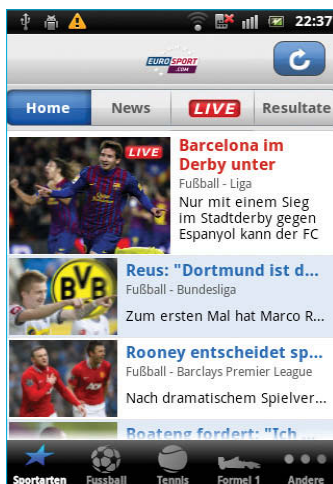 22:37
EUROSPORT
.COM
Home News LIVE Resultate
LIVE
Barcelona im
Derby unter
Fußball - Liga
Nur mit einem Sieg
im Stadtderby gegen
Espanyol kann der FC
BVB
09
Reus: "Dortmund ist d...
Fußball - Bundesliga
Zum ersten Mal hat Marco R...
Rooney entscheidet sp...
Fußball - Barclays Premier League
Nach dramatischem Spielver...
Boateng fordert: "Ich ...
Sportarten Fussball Tennis Formel 1 Andere